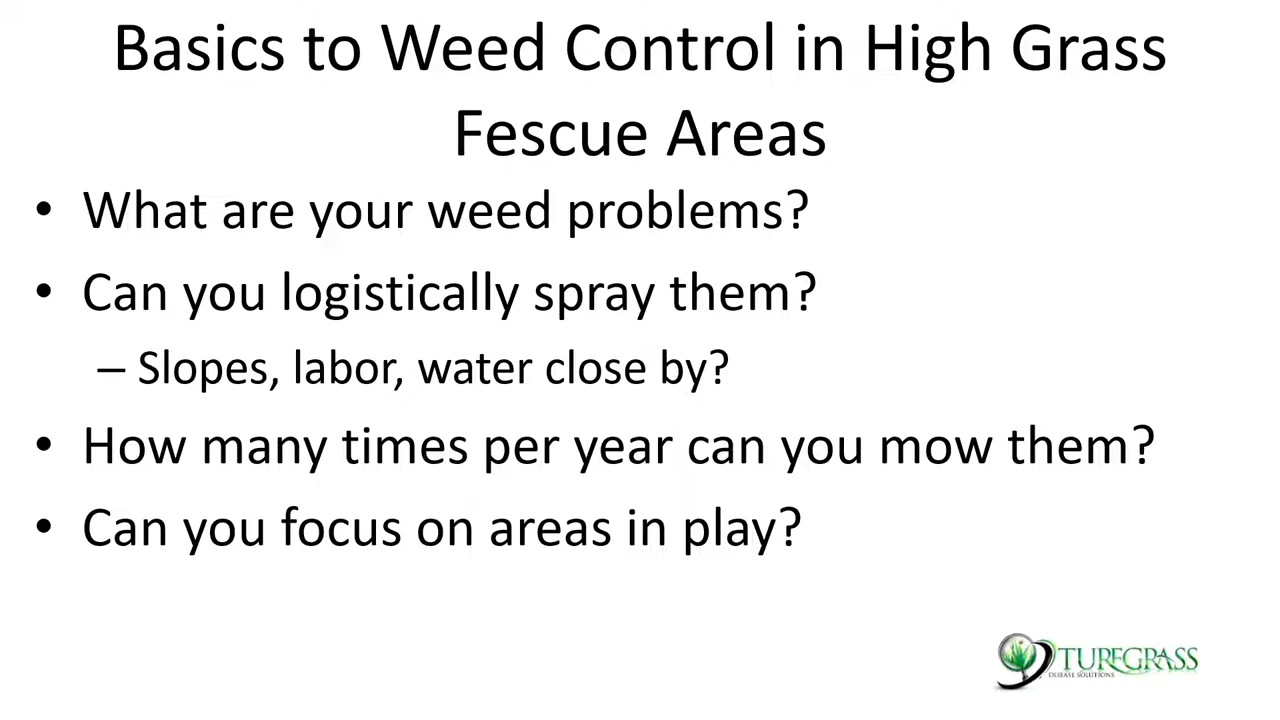 Basics to Weed Control in High Grass
Fescue Areas
• What are your weed problems?
• Can you logistically spray them?
– Slopes, labor, water close by?
• How many times per year can you mow them?
• Can you focus on areas in play?
TURFGRASS
DISEASE SOLUTIONS